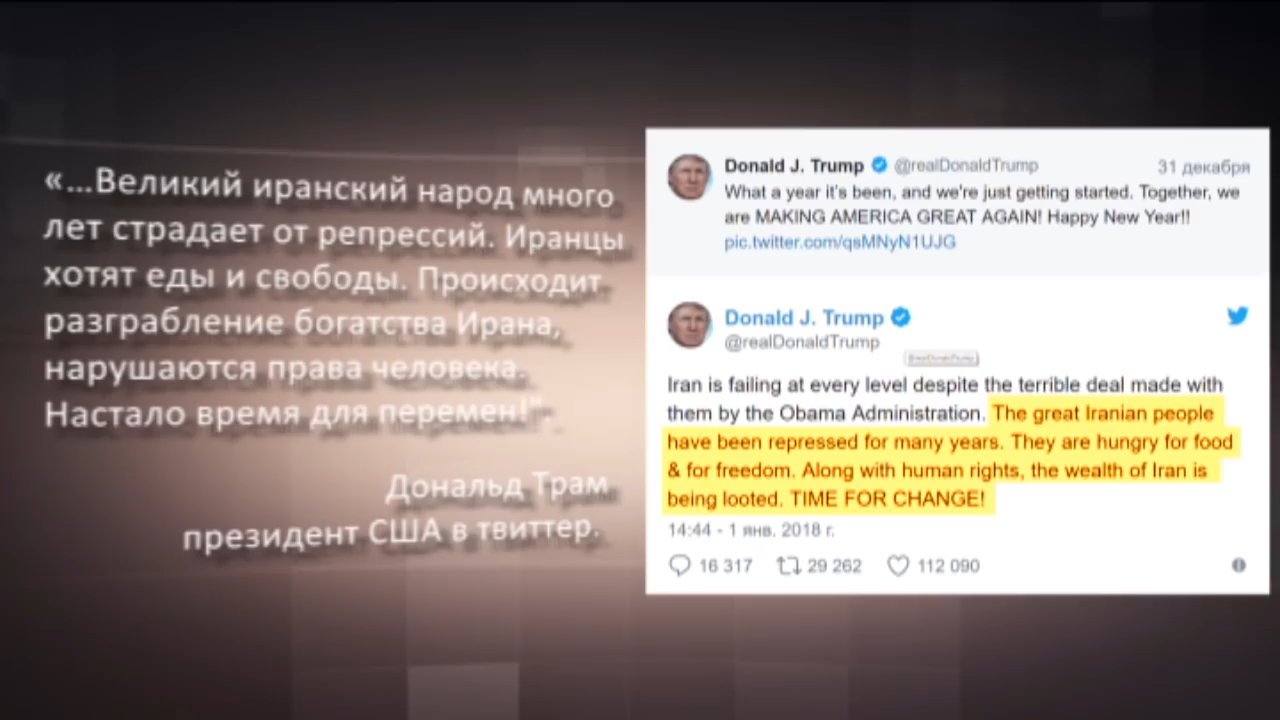 «...Великий иранский народ много
лет страдает от репрессий. Иранцы
хотят еды и свободы. Происходит
разграбление богатства Ирана,
нарушаются права человека.
Настало время для перемен!".
Дональд Трам
президент США в твиттер.
Donald J. Trump @realDonaldTrump 31 декабря
What a year it's been, and we're just getting started. Together, we
are MAKING AMERICA GREAT AGAIN! Happy New Year!!
pic.twitter.com/qsMNyN1UJG
Donald J. Trump
@realDonaldTrump
Iran is failing at every level despite the terrible deal made with
them by the Obama Administration. The great Iranian people
have been repressed for many years. They are hungry for food
& for freedom. Along with human rights, the wealth of Iran is
being looted. TIME FOR CHANGE!
14:44 - 1 янв. 2018 г.
16 317 29 262 112 090